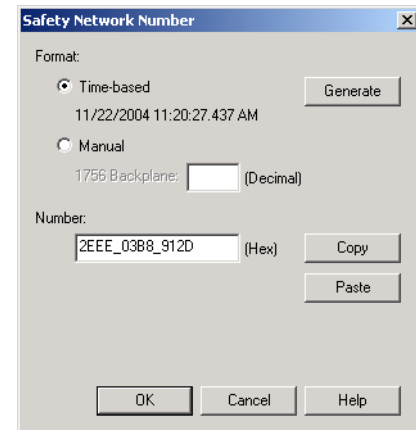 Safety Network Number
Format:
Time-based
Generate
11/22/2004 11:20:27.437 AM
Manual
1756 Backplane: (Decimal)
Number:
2EEE_03B8_912D (Hex) Copy
Paste
OK Cancel Help